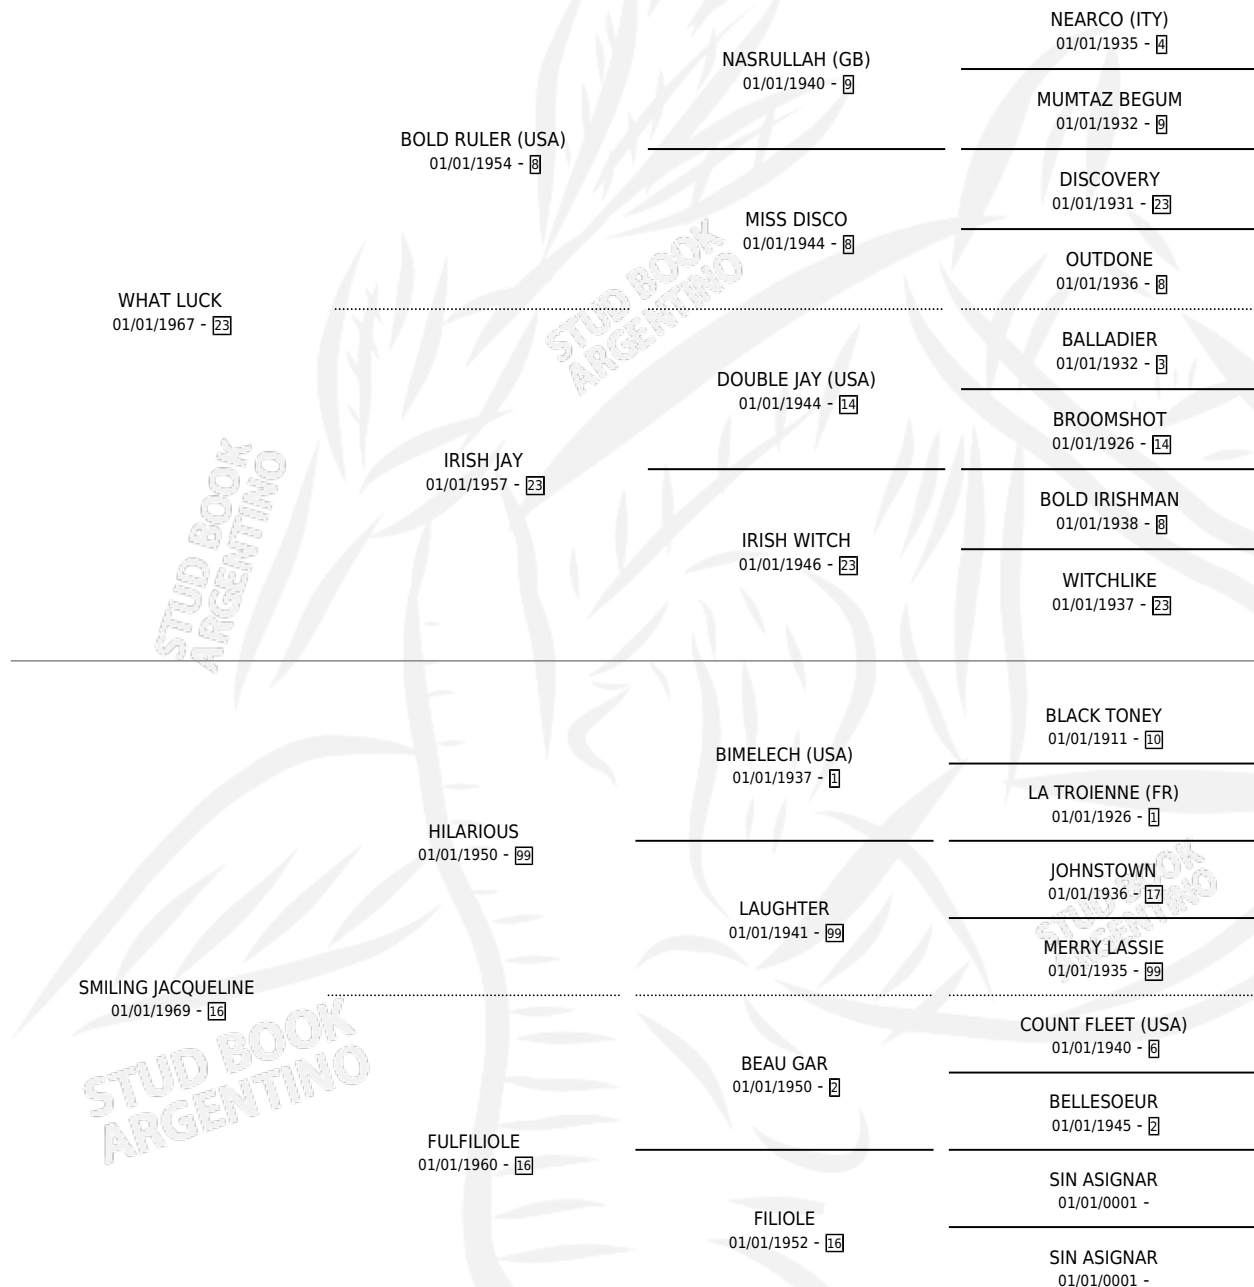 NEARCO (ITY)
01/01/1935 - 4
NASRULLAH (GB)
01/01/1940 - 9
MUMTAZ BEGUM
01/01/1932 - 9
BOLD RULER (USA)
01/01/1954 - 8
DISCOVERY
01/01/1931 - 23
MISS DISCO
01/01/1944 - 8
OUTDONE
01/01/1936 - 8
WHAT LUCK
01/01/1967 - 23
STUD BOOK
ARGENTINO
BALLADIER
01/01/1932 - 3
DOUBLE JAY (USA)
01/01/1944 - 14
BROOMSHOT
01/01/1926 - 14
IRISH JAY
01/01/1957 - 23
BOLD IRISHMAN
01/01/1938 - 8
IRISH WITCH
01/01/1946 - 23
WITCHLIKE
01/01/1937 - 23
STUD BOOK
ARGENTINO
BLACK TONEY
01/01/1911 - 10
BIMELECH (USA)
01/01/1937 - 1
LA TROIENNE (FR)
01/01/1926 - 1
HILARIOUS
01/01/1950 - 99
JOHNSTOWN
01/01/1936 - 17
LAUGHTER
01/01/1941 - 99
STUD BOOK
ARGENTINO
MERRY LASSIE
01/01/1935 - 99
SMILING JACQUELINE
01/01/1969 - 16
STUD BOOK
ARGENTINO
COUNT FLEET (USA)
01/01/1940 - 6
BEAU GAR
01/01/1950 - 2
BELLESOEUR
01/01/1945 - 2
FULFILIOLE
01/01/1960 - 16
SIN ASIGNAR
01/01/0001 -
FILIOLE
01/01/1952 - 16
SIN ASIGNAR
01/01/0001 -